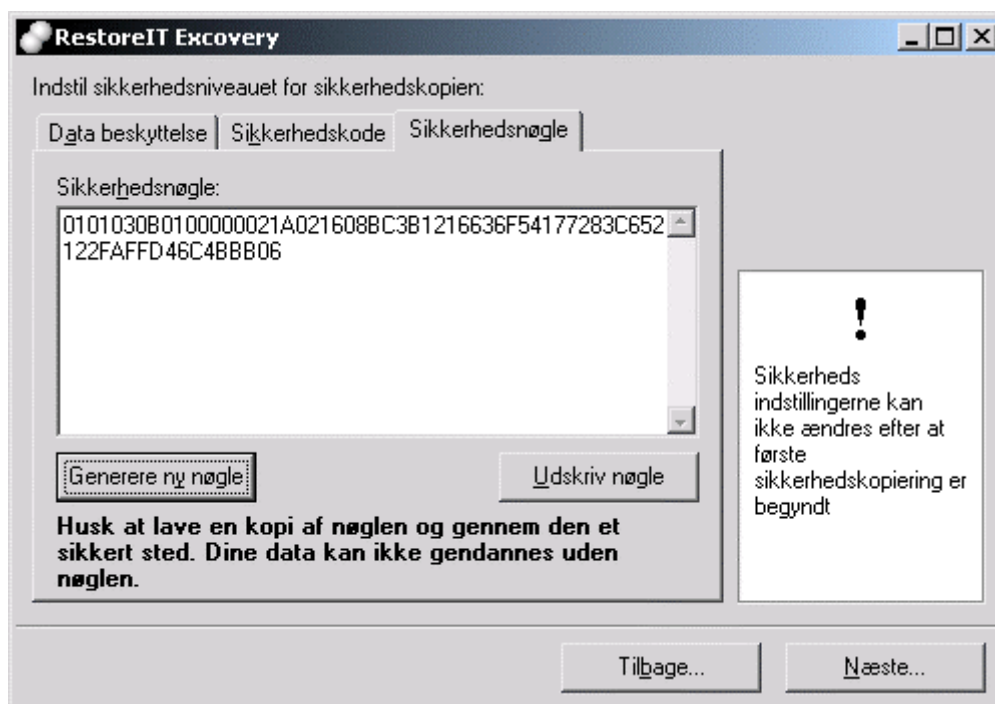 RestoreIT Excovery
Indstil sikkerhedsniveauet for sikkerhedskopien:
Data beskyttelse
Sikkerhedskode
Sikkerhedsnøgle
Sikkerhedsnøgle:
0101030B0100000021A021608BC3B1216636F54177283C652
122FAFFD46C4BBB06
Generere ny nøgle
Udskriv nøgle
Husk at lave en kopi af nøglen og gennem den et
sikkert sted. Dine data kan ikke gendannes uden
nøglen.
!
Sikkerheds
indstillingerne kan
ikke ændres efter at
første
sikkerhedskopiering er
begyndt
Tilbage...
Næste...